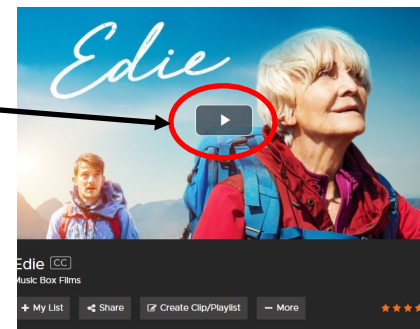 Edie
Edie CC
Music Box Films
+ My List Share Create Clip/Playlist ••• More